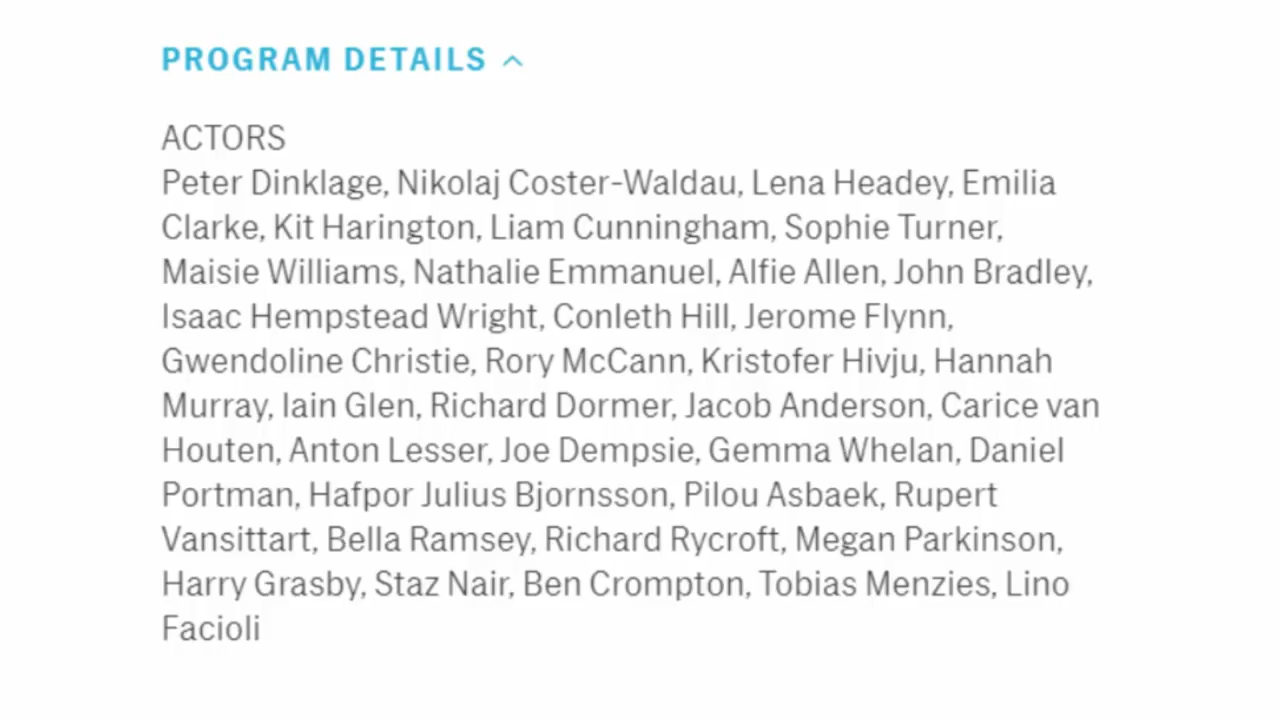 PROGRAM DETAILS ^
ACTORS
Peter Dinklage, Nikolaj Coster-Waldau, Lena Headey, Emilia
Clarke, Kit Harington, Liam Cunningham, Sophie Turner,
Maisie Williams, Nathalie Emmanuel, Alfie Allen, John Bradley,
Isaac Hempstead Wright, Conleth Hill, Jerome Flynn,
Gwendoline Christie, Rory McCann, Kristofer Hivju, Hannah
Murray, Iain Glen, Richard Dormer, Jacob Anderson, Carice van
Houten, Anton Lesser, Joe Dempsie, Gemma Whelan, Daniel
Portman, Hafpor Julius Bjornsson, Pilou Asbaek, Rupert
Vansittart, Bella Ramsey, Richard Rycroft, Megan Parkinson,
Harry Grasby, Staz Nair, Ben Crompton, Tobias Menzies, Lino
Facioli